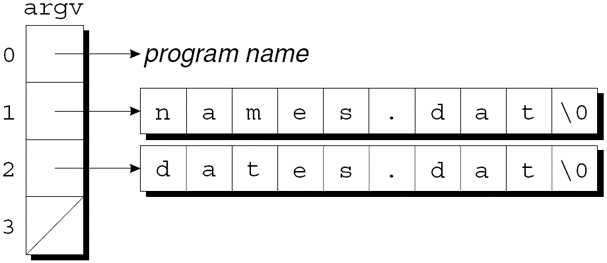 argv
0 program name
1 n a m e s . d a t \0
2 d a t e s . d a t \0
3